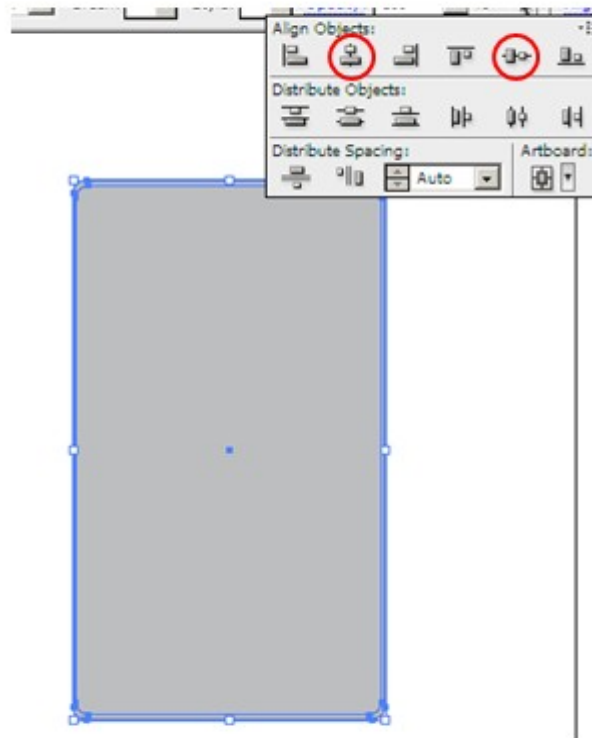 Align Objects:
Distribute Objects:
Distribute Spacing:
Artboard:
Auto